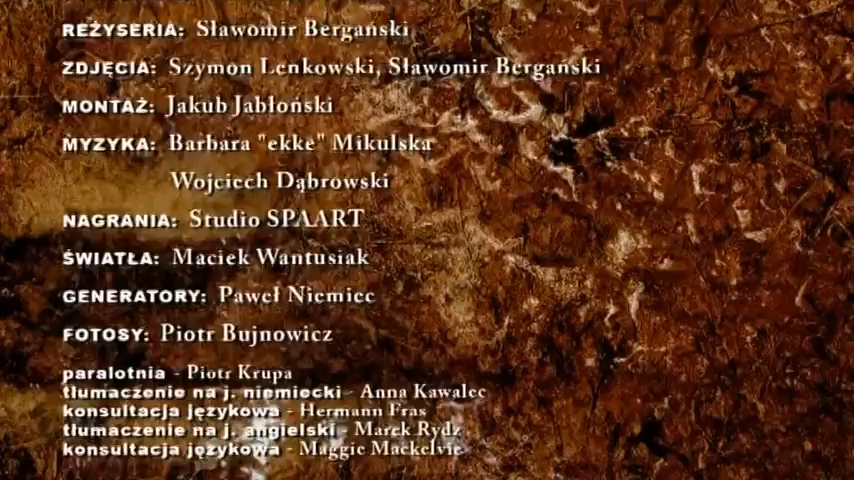 REŻYSERIA: Sławomir Bergański
ZDJĘCIA: Szymon Lenkowski, Sławomir Bergański
MONTAŻ: Jakub Jabłoński
MYZYKA: Barbara "ekke" Mikulska
Wojciech Dąbrowski
NAGRANIA: Studio SPAART
ŚWIATŁA: Maciek Wantusiak
GENERATORY: Paweł Niemiec
FOTOSY: Piotr Bujnowicz
paralotnia - Piotr Krupa
tłumaczenie na j. niemiecki - Anna Kawalec
konsultacja językowa - Hermann Fras
tłumaczenie na j. angielski - Marek Rydz
konsultacja językowa - Maggie Mackelvie